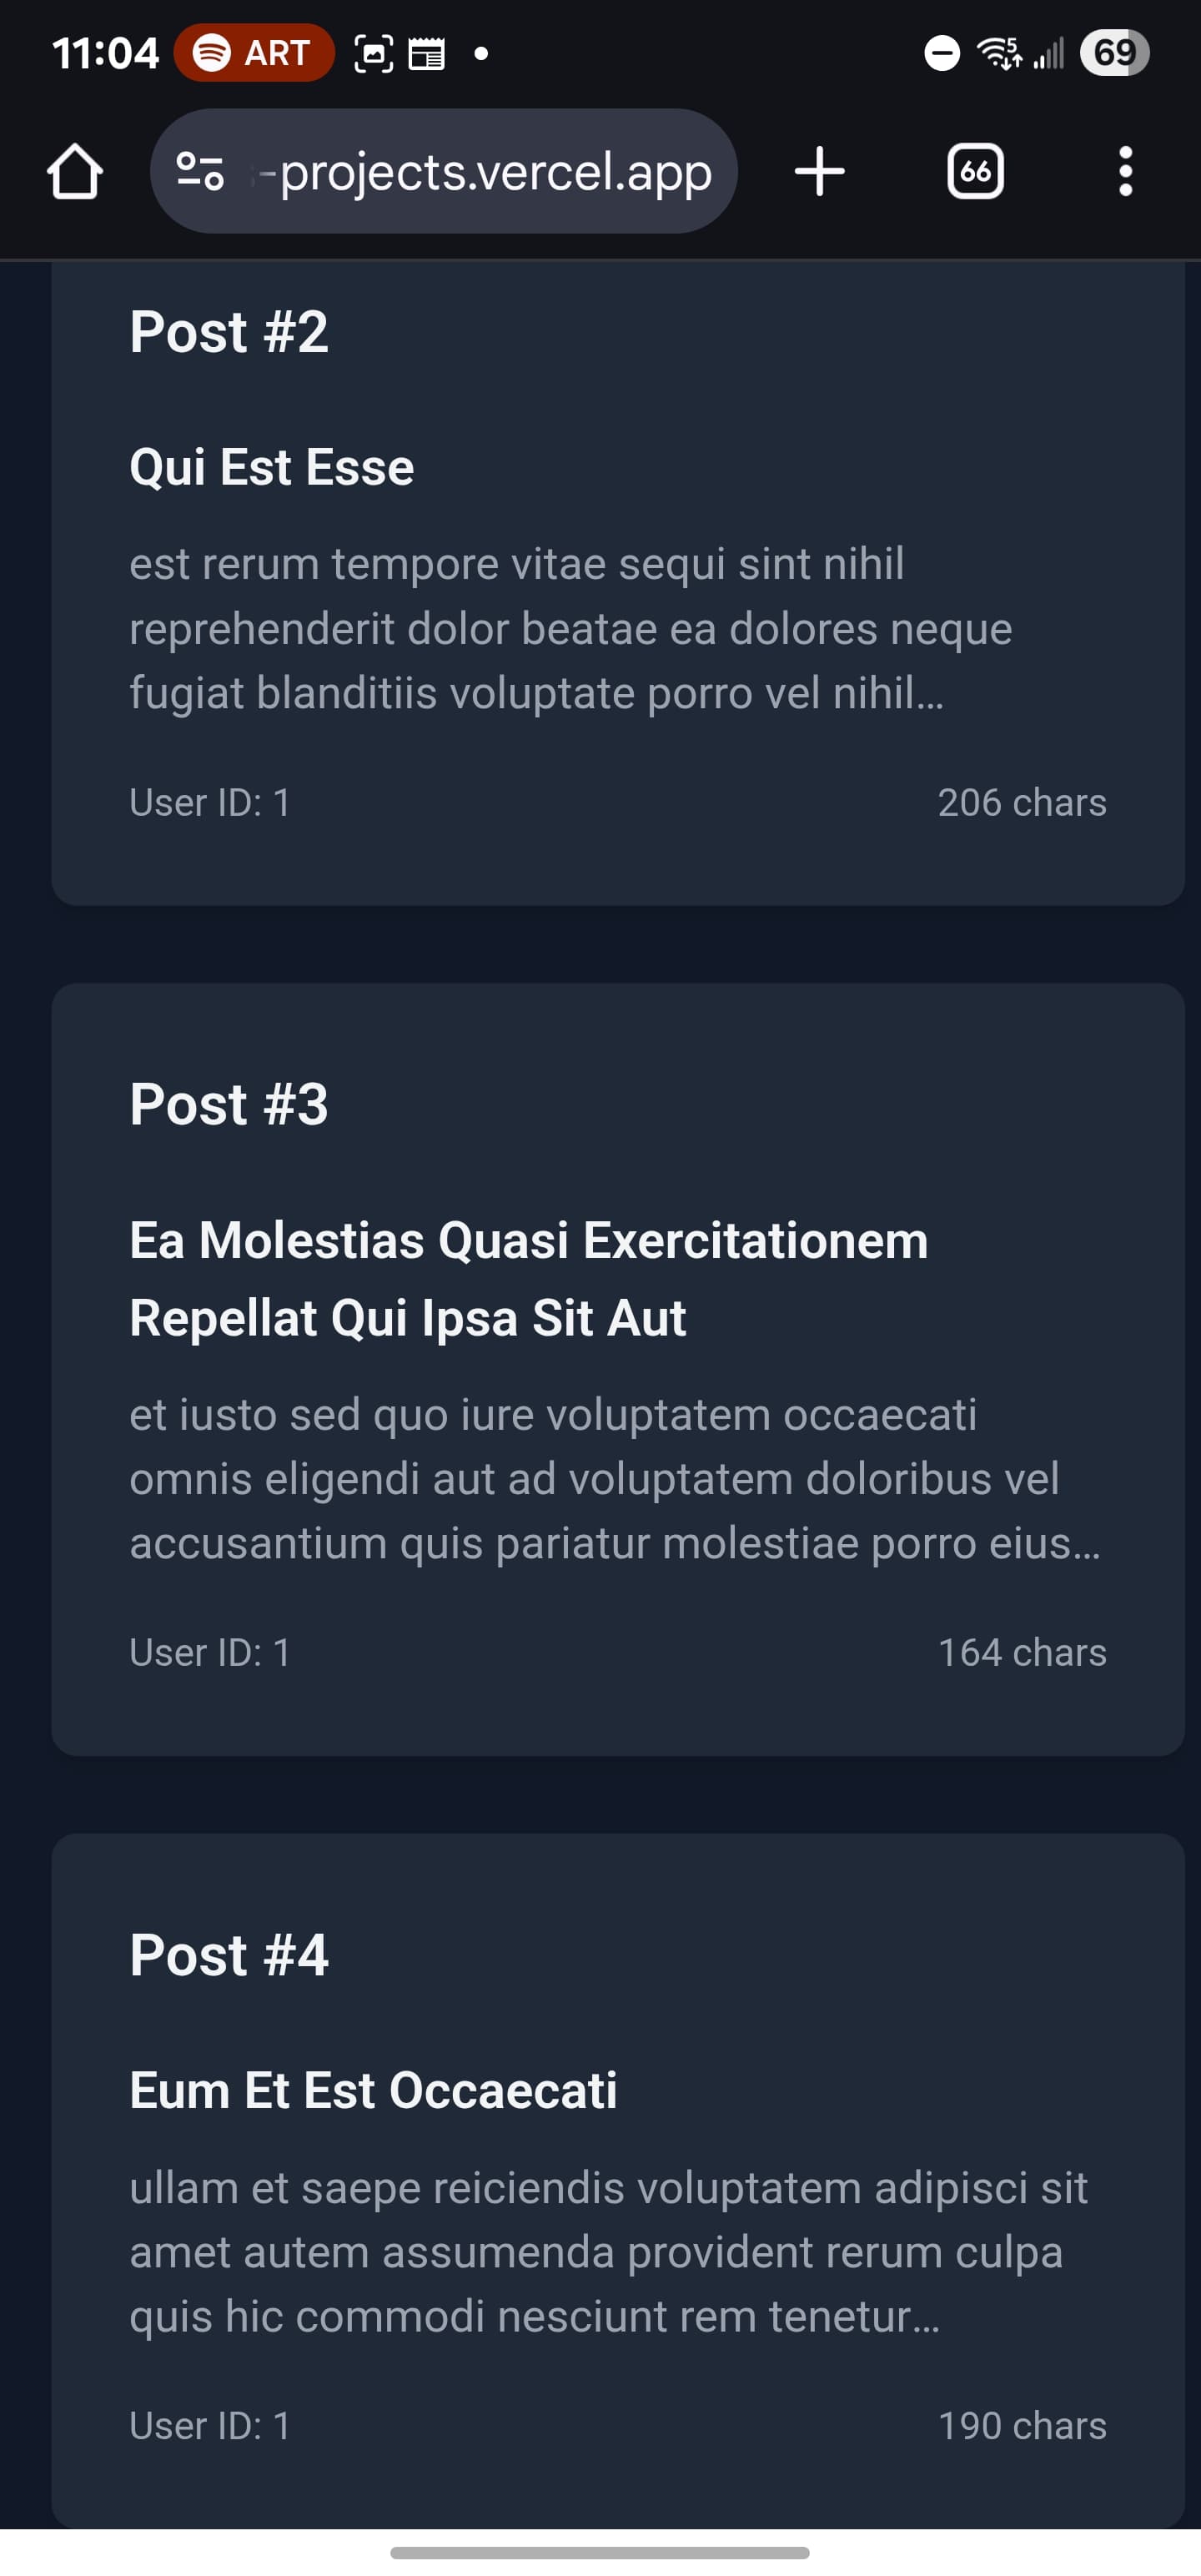 11:04 ART 5 69
-projects.vercel.app 66
Post #2
Qui Est Esse
est rerum tempore vitae sequi sint nihil
reprehenderit dolor beatae ea dolores neque
fugiat blanditiis voluptate porro vel nihil...
User ID: 1 206 chars
Post #3
Ea Molestias Quasi Exercitationem
Repellat Qui Ipsa Sit Aut
et iusto sed quo iure voluptatem occaecati
omnis eligendi aut ad voluptatem doloribus vel
accusantium quis pariatur molestiae porro eius...
User ID: 1 164 chars
Post #4
Eum Et Est Occaecati
ullam et saepe reiciendis voluptatem adipisci sit
amet autem assumenda provident rerum culpa
quis hic commodi nesciunt rem tenetur...
User ID: 1 190 chars